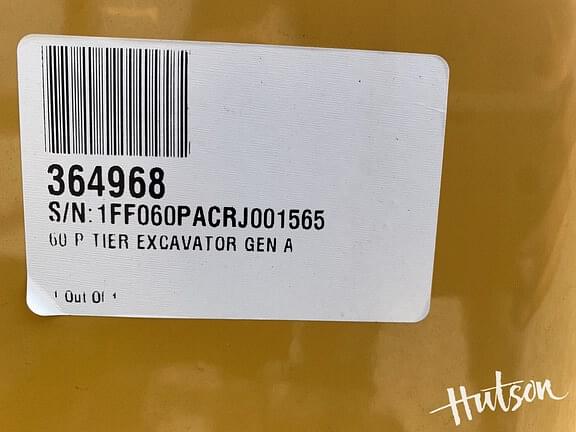 364968
S/N: 1FF060PACRJ001565
60 P TIER EXCAVATOR GEN A
1 Out Of 1
Hutson